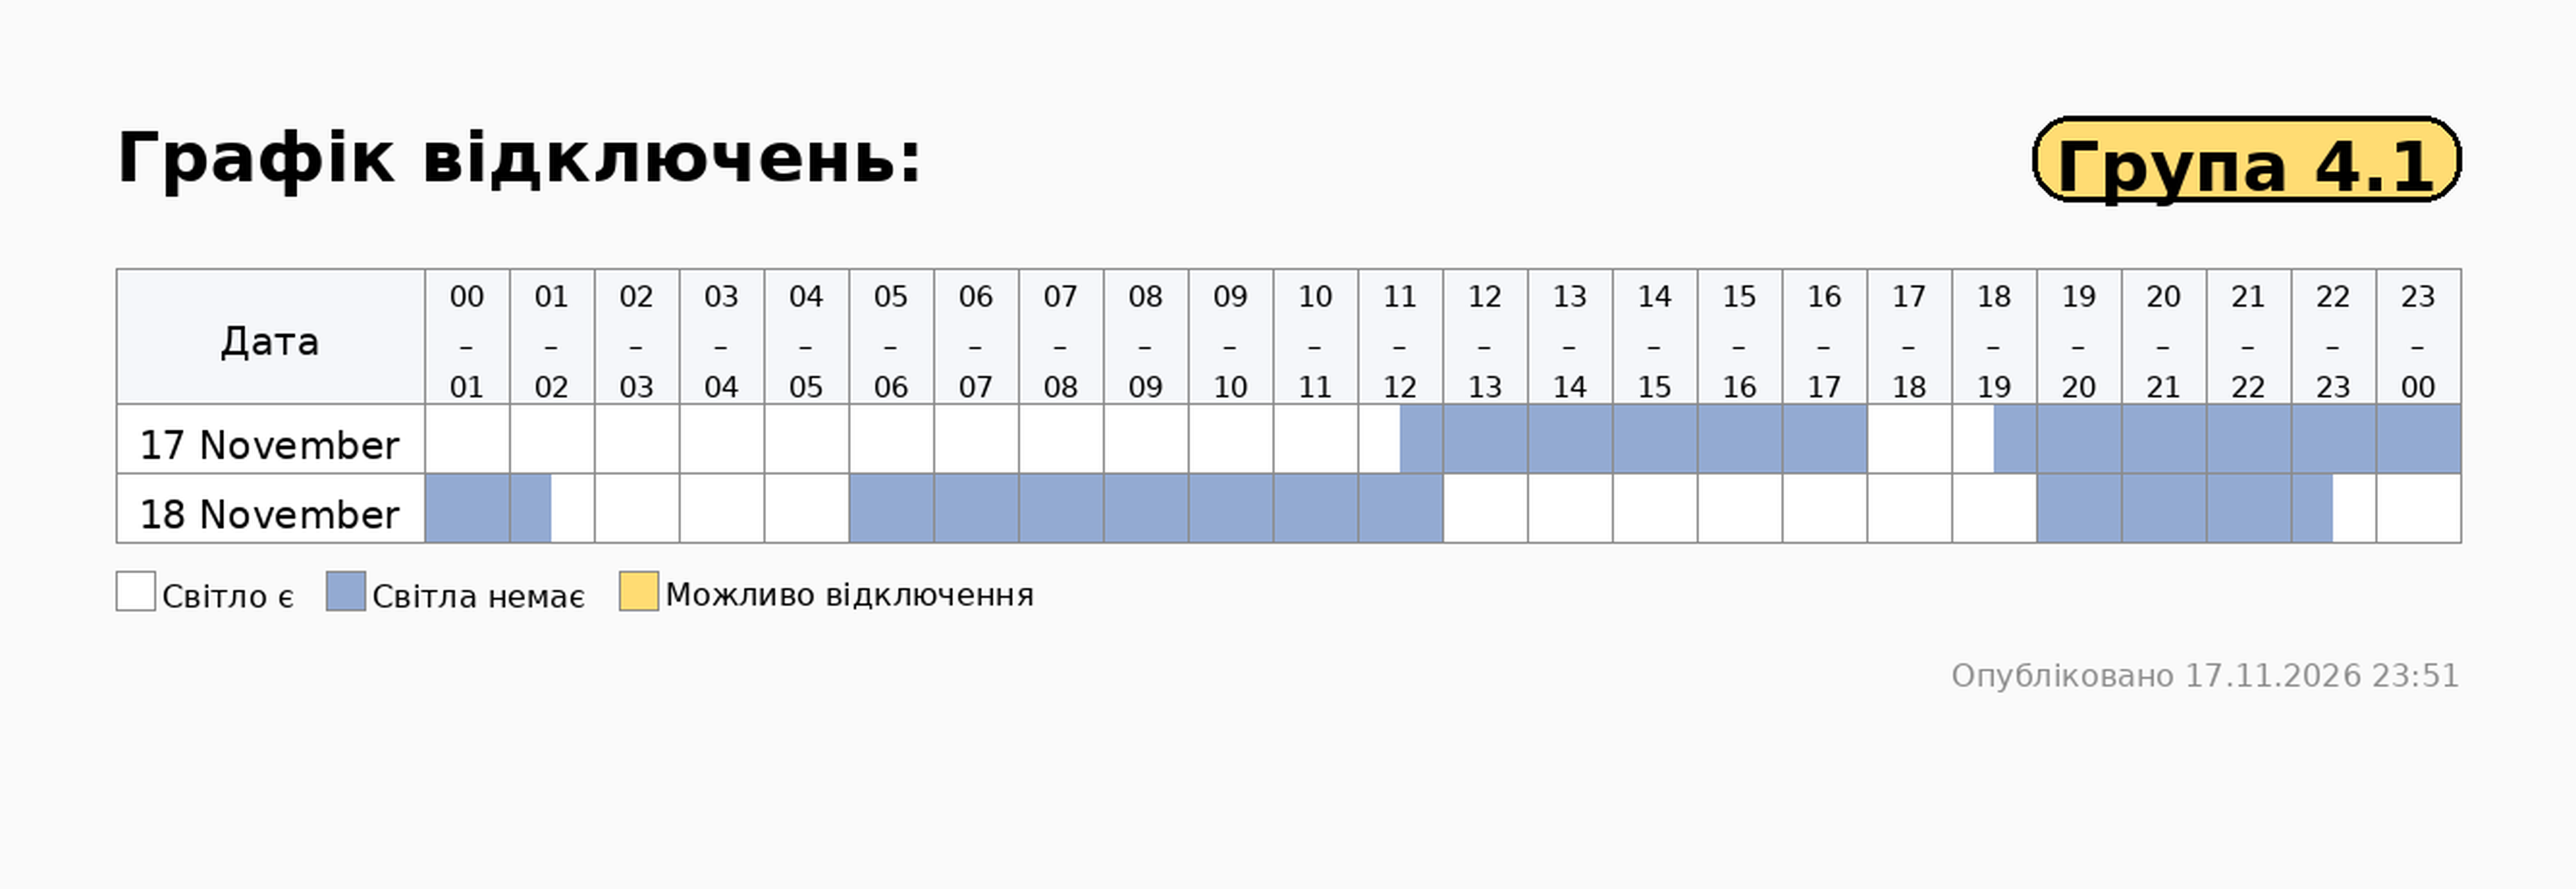 Графік відключень:
Група 4.1
Дата
00 – 01
01 – 02
02 – 03
03 – 04
04 – 05
05 – 06
06 – 07
07 – 08
08 – 09
09 – 10
10 – 11
11 – 12
12 – 13
13 – 14
14 – 15
15 – 16
16 – 17
17 – 18
18 – 19
19 – 20
20 – 21
21 – 22
22 – 23
23 – 00
17 November
18 November
Світло є
Світла немає
Можливо відключення
Опубліковано 17.11.2026 23:51